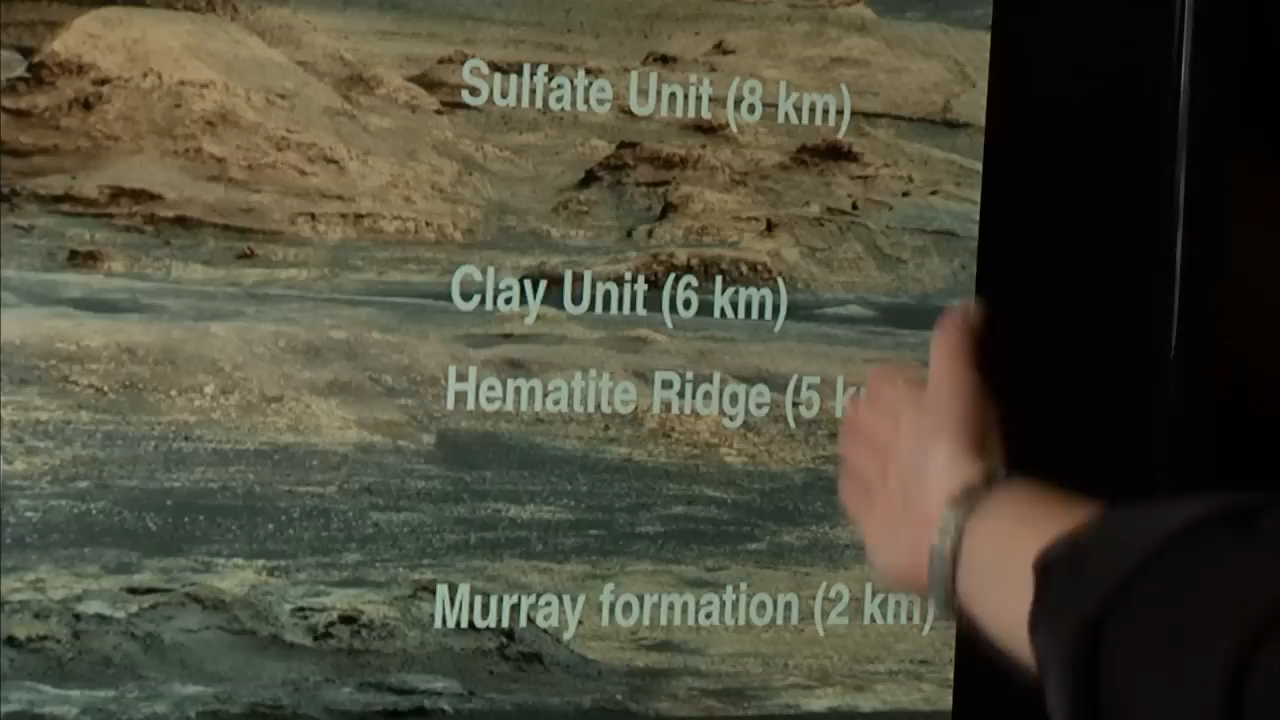 Sulfate Unit (8 km)
Clay Unit (6 km)
Hematite Ridge (5
Murray formation (2 km)